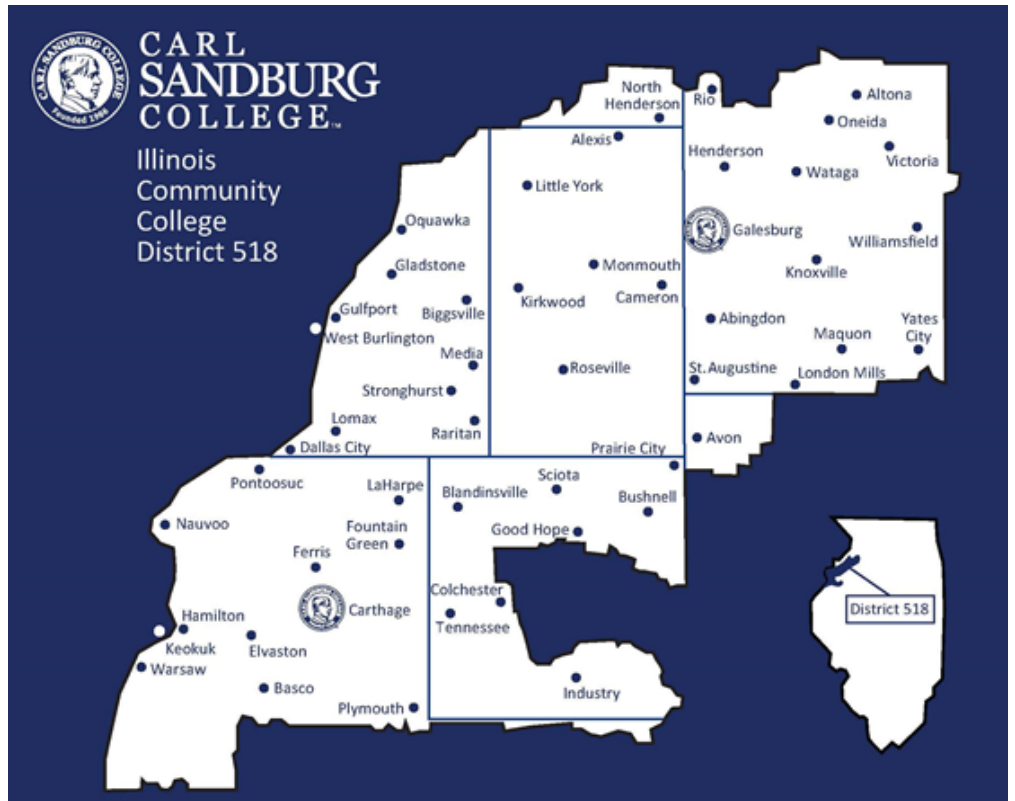 CARL SANDBURG COLLEGE
Founded 1966
CARL
SANDBURG
COLLEGE™
Illinois
Community
College
District 518
North
Henderson
Rio
Altona
Oneida
Alexis
Henderson
Victoria
Wataga
Little York
Oquawka
Galesburg
Williamsfield
Gladstone
Monmouth
Knoxville
Kirkwood
Cameron
Gulfport
Biggsville
Abingdon
West Burlington
Maquon
Yates
City
Media
Roseville
St. Augustine
London Mills
Stronghurst
Lomax
Raritan
Avon
Dallas City
Prairie City
Pontoosuc
LaHarpe
Sciota
Blandinsville
Bushnell
Nauvoo
Fountain
Green
Good Hope
Ferris
Colchester
Carthage
District 518
Hamilton
Tennessee
Keokuk
Elvaston
Warsaw
Basco
Industry
Plymouth